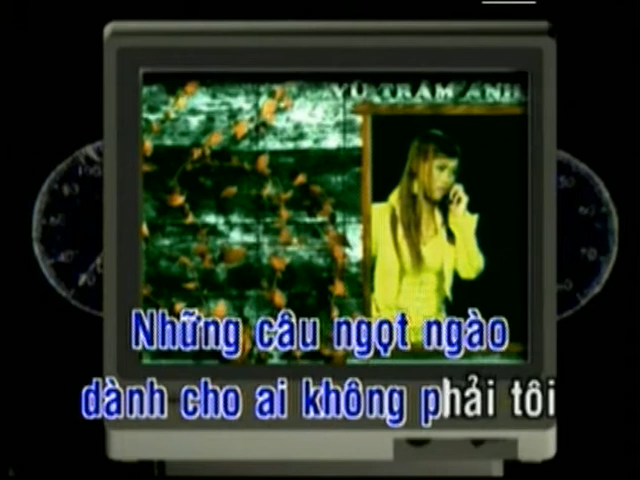 VŨ TRÂM ANH
Những câu ngọt ngào
dành cho ai không phải tôi